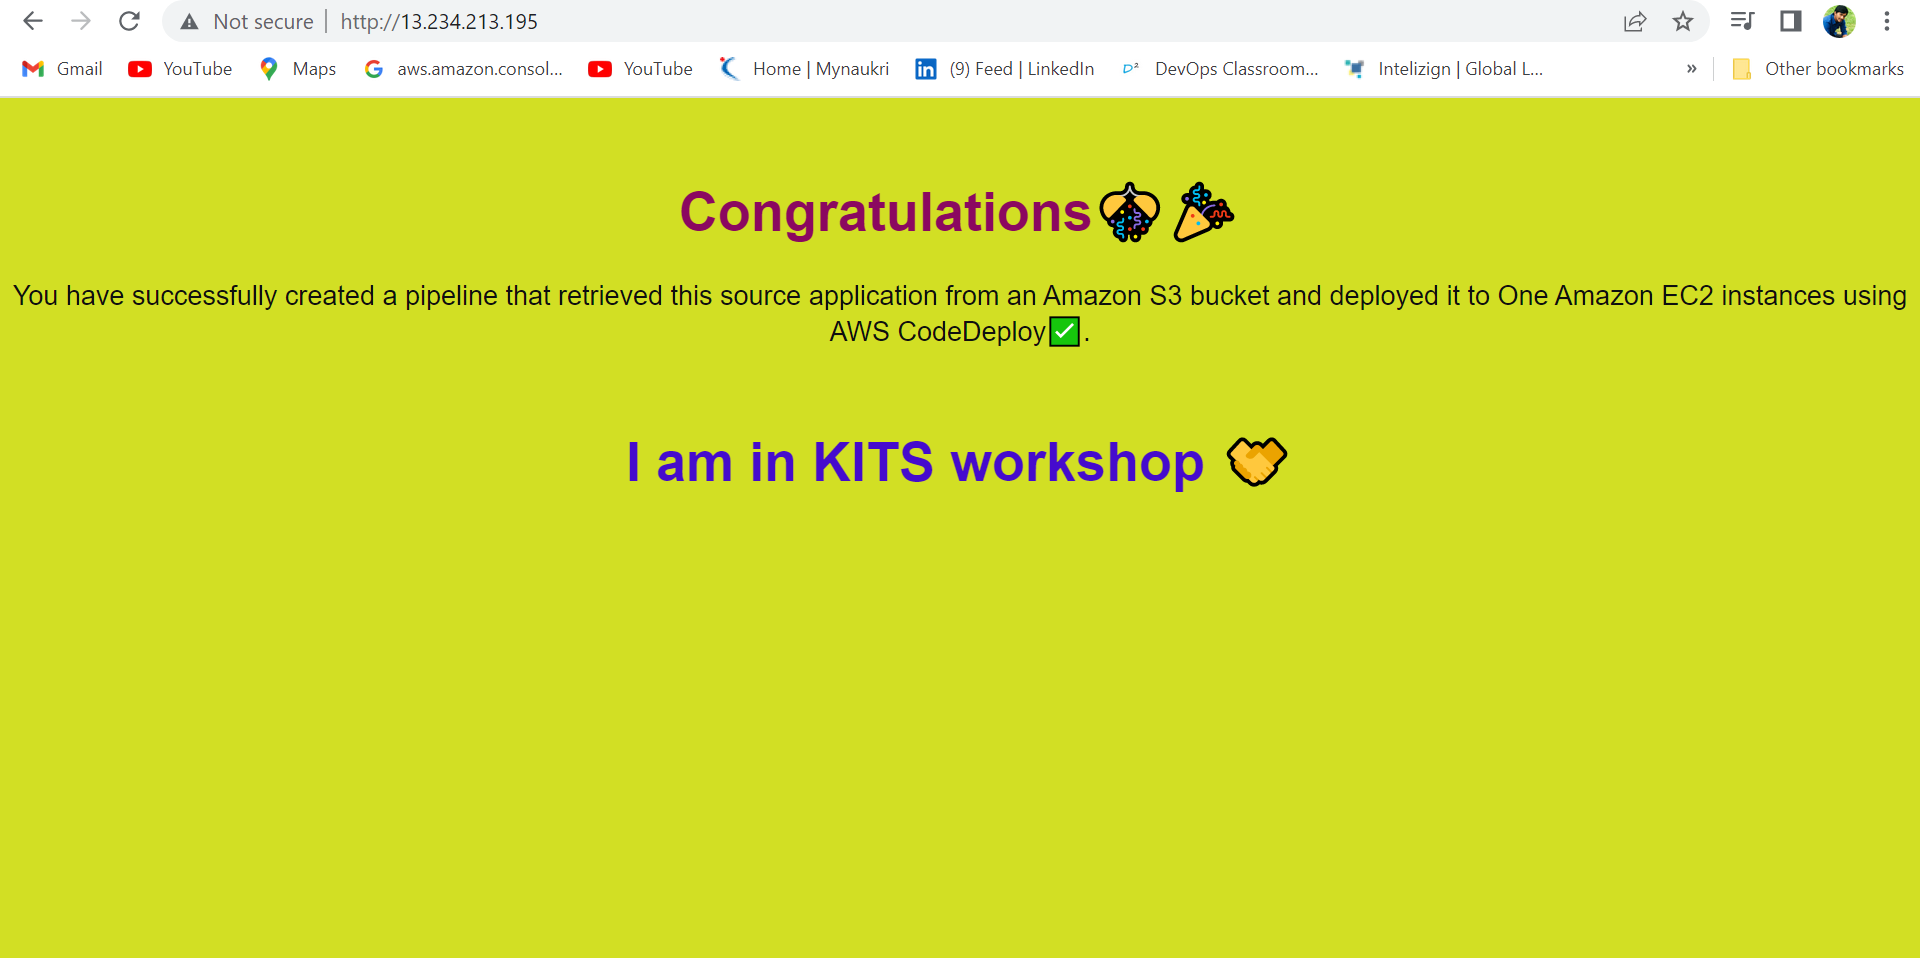 Not secure | http://13.234.213.195
Gmail YouTube Maps aws.amazon.consol... YouTube Home | Mynaukri (9) Feed | LinkedIn D² DevOps Classroom... Intelizign | Global L... » Other bookmarks
Congratulations🎊🎉
You have successfully created a pipeline that retrieved this source application from an Amazon S3 bucket and deployed it to One Amazon EC2 instances using
AWS CodeDeploy✅.
I am in KITS workshop 🤝